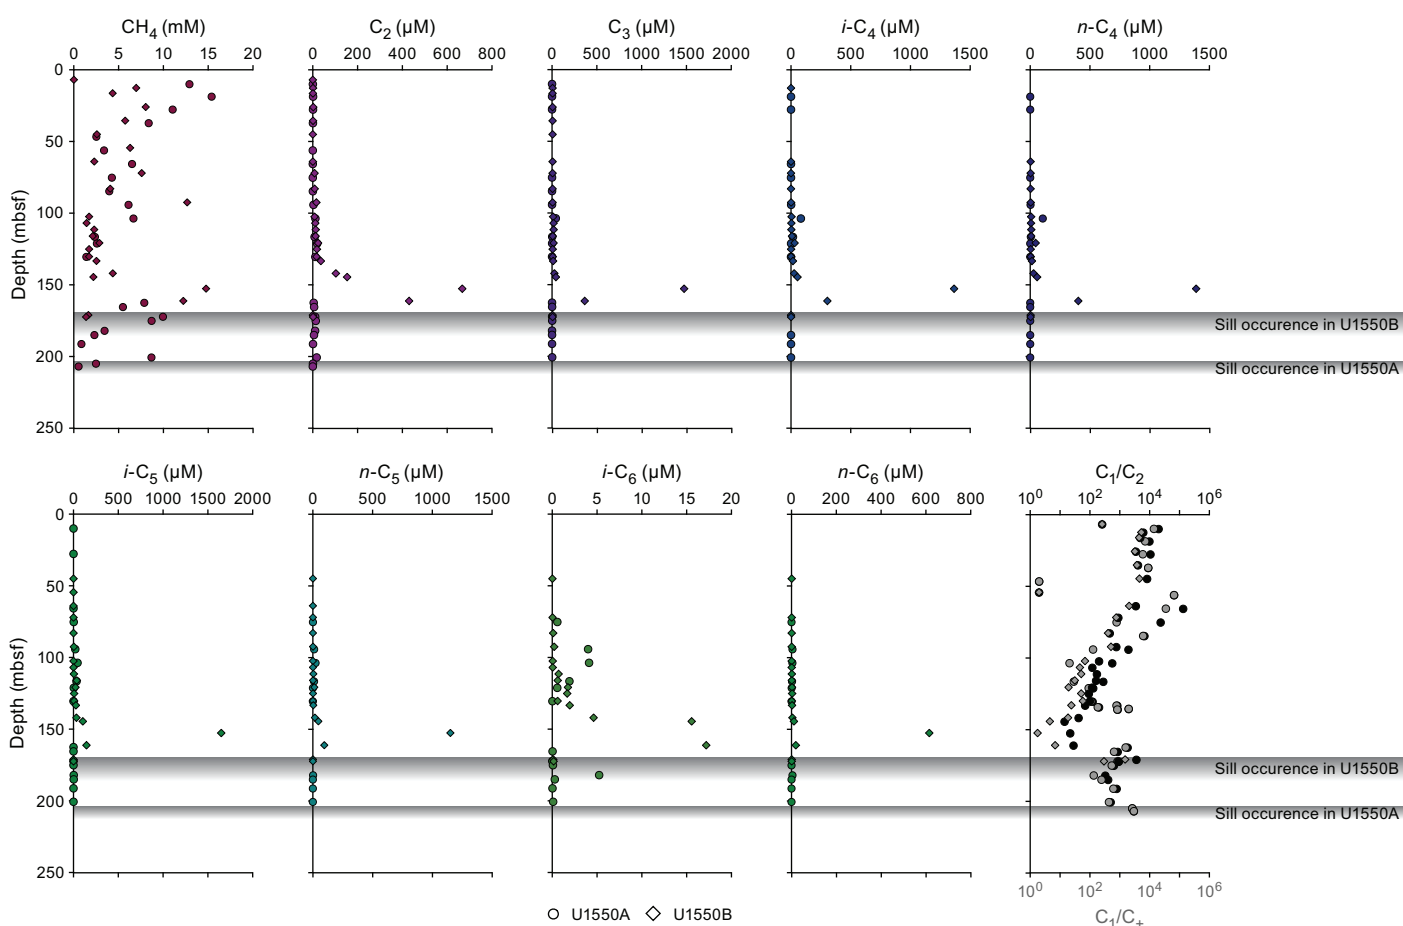 CH4 (mM) C2 (µM) C3 (µM) i-C4 (µM) n-C4 (µM)
0 5 10 15 20 0 200 400 600 800 0 500 1000 1500 2000 0 500 1000 1500 0 500 1000 1500
0
50
100
150
200
250
Depth (mbsf)
Sill occurence in U1550B
Sill occurence in U1550A
i-C5 (µM) n-C5 (µM) i-C6 (µM) n-C6 (µM) C1/C2
0 500 1000 1500 2000 0 500 1000 1500 0 5 10 15 20 0 200 400 600 800 10^0 10^2 10^4 10^6
0
50
100
150
200
250
Depth (mbsf)
Sill occurence in U1550B
Sill occurence in U1550A
10^0 10^2 10^4 10^6
C1/C+
U1550A U1550B